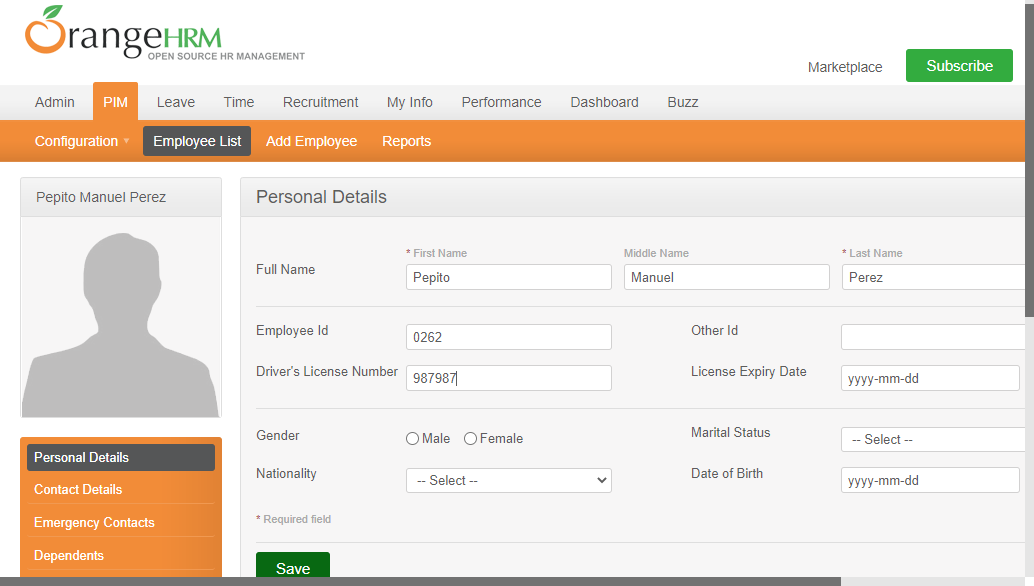 OrangeHRM
OPEN SOURCE HR MANAGEMENT
Marketplace
Subscribe
Admin PIM Leave Time Recruitment My Info Performance Dashboard Buzz
Configuration Employee List Add Employee Reports
Pepito Manuel Perez
Personal Details
Contact Details
Emergency Contacts
Dependents
Personal Details
* First Name Middle Name * Last Name
Full Name Pepito Manuel Perez
Employee Id 0262 Other Id
Driver's License Number 987987 License Expiry Date yyyy-mm-dd
Gender Male Female Marital Status -- Select --
Nationality -- Select -- Date of Birth yyyy-mm-dd
* Required field
Save